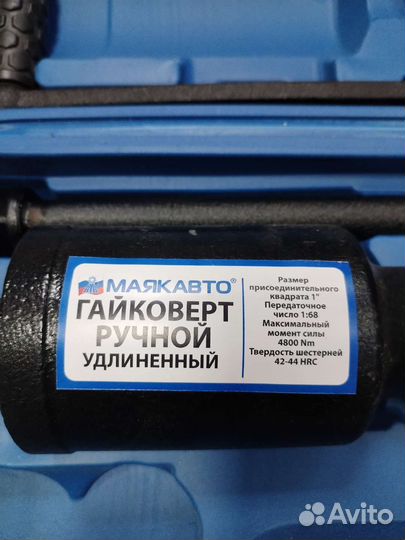 МАЯКАВТО®
ГАЙКОВЕРТ
РУЧНОЙ
УДЛИНЕННЫЙ
Размер
присоединительного
квадрата 1"
Передаточное
число 1:68
Максимальный
момент силы
4800 Nm
Твердость шестерней
42-44 HRC
Avito